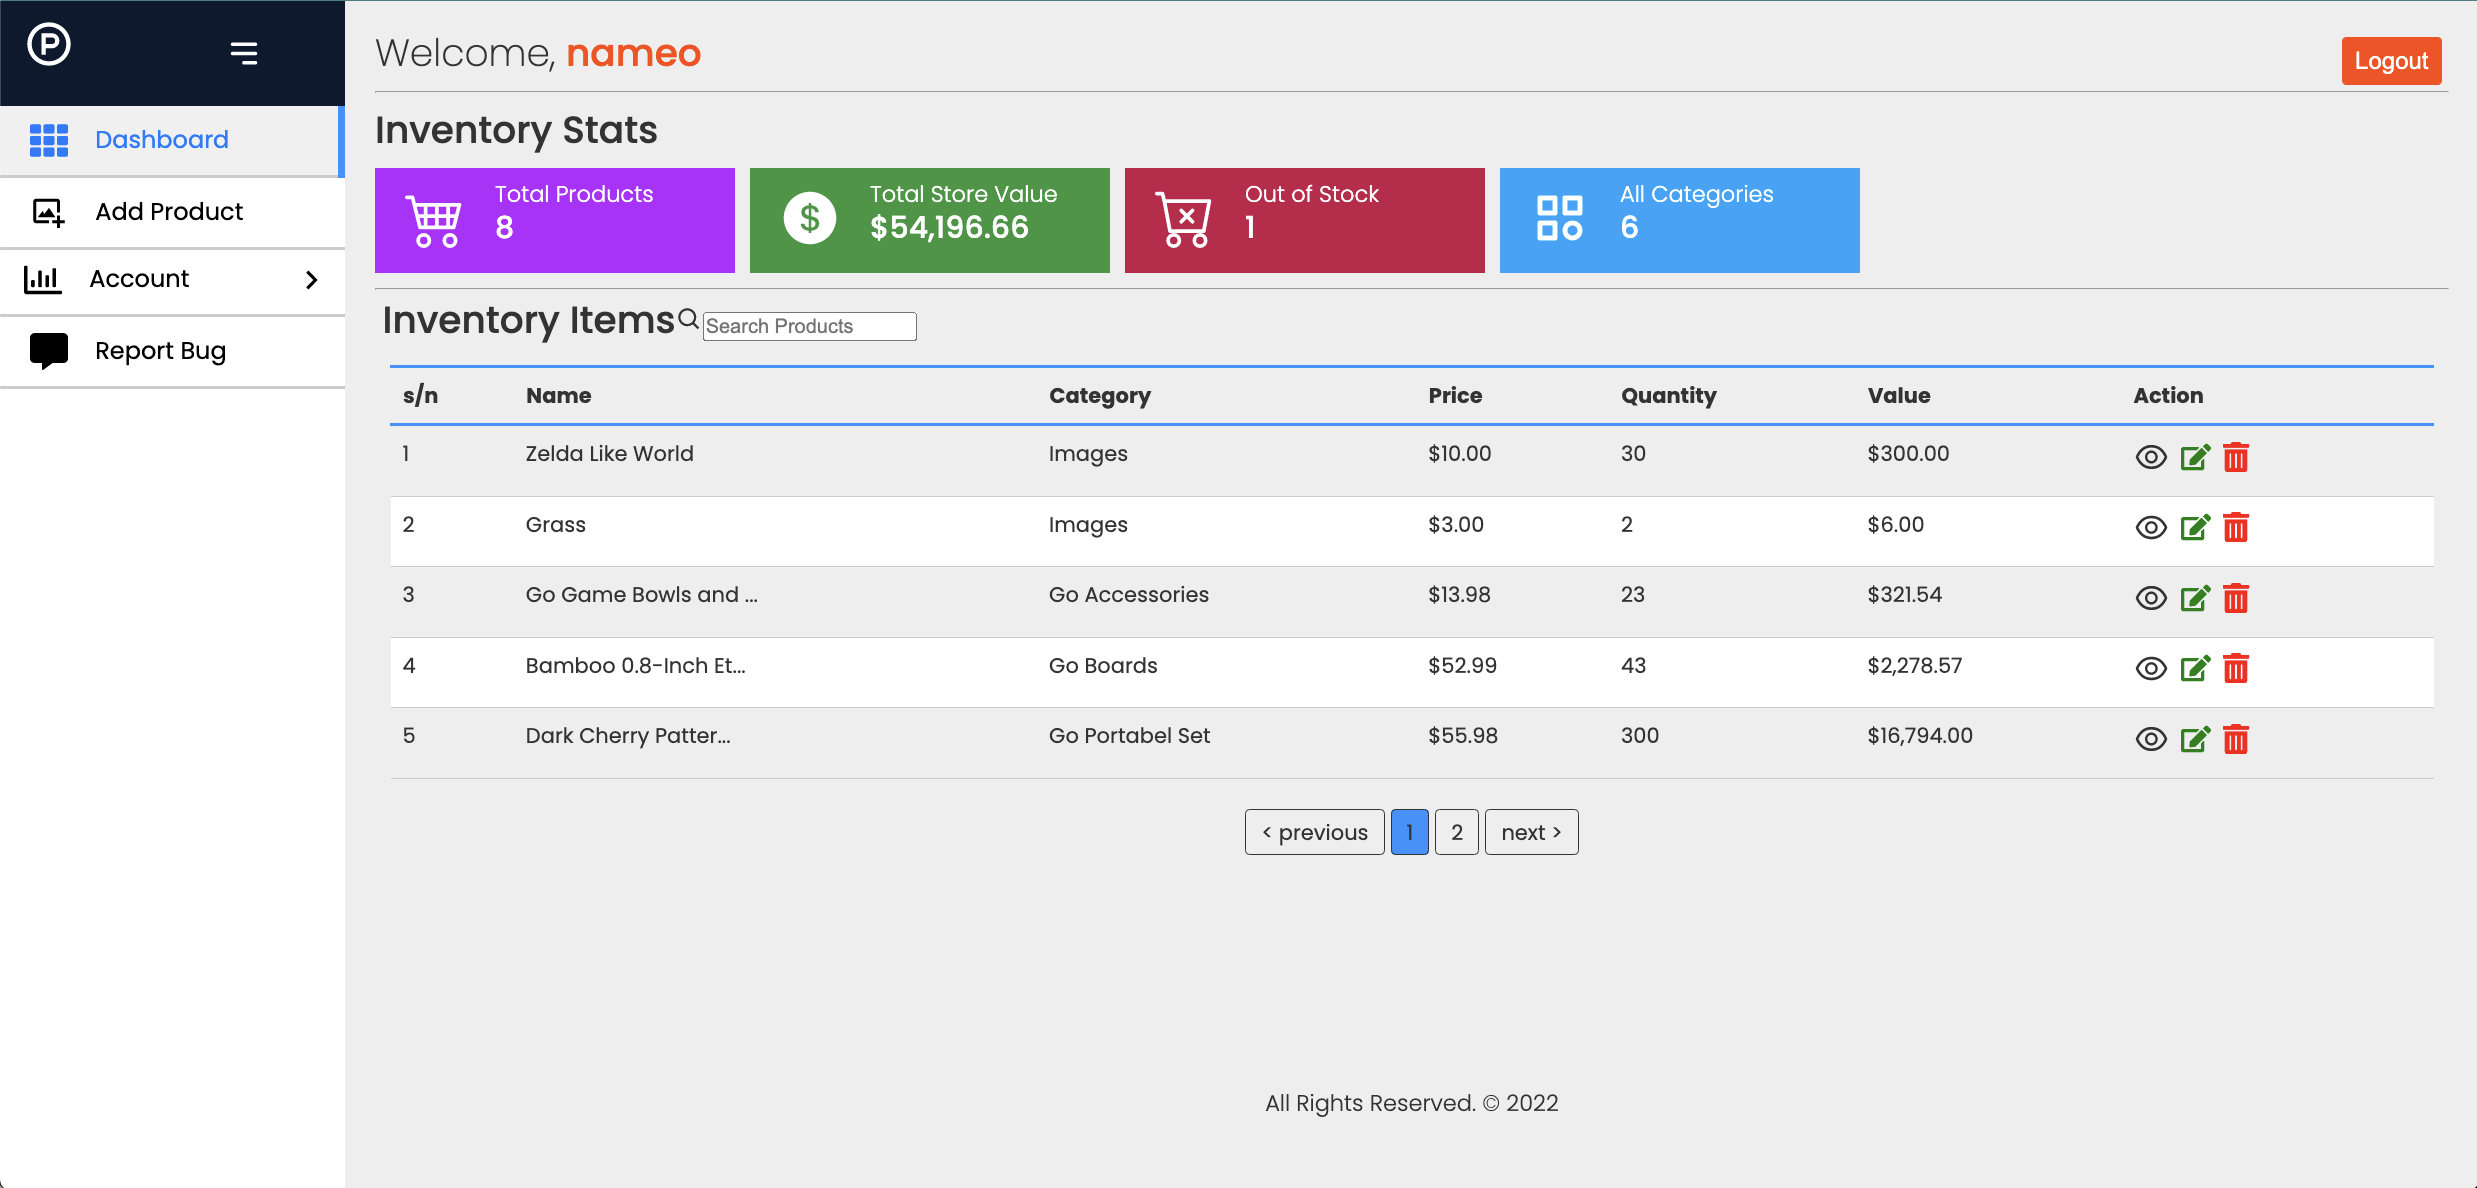 P
Welcome, nameo
Logout
Dashboard
Add Product
Account
Report Bug
Inventory Stats
Total Products
8
$
Total Store Value
$54,196.66
Out of Stock
1
All Categories
6
Inventory Items
Search Products
s/n Name Category Price Quantity Value Action
1 Zelda Like World Images $10.00 30 $300.00
2 Grass Images $3.00 2 $6.00
3 Go Game Bowls and ... Go Accessories $13.98 23 $321.54
4 Bamboo 0.8-Inch Et... Go Boards $52.99 43 $2,278.57
5 Dark Cherry Patter... Go Portabel Set $55.98 300 $16,794.00
< previous 1 2 next >
All Rights Reserved. © 2022